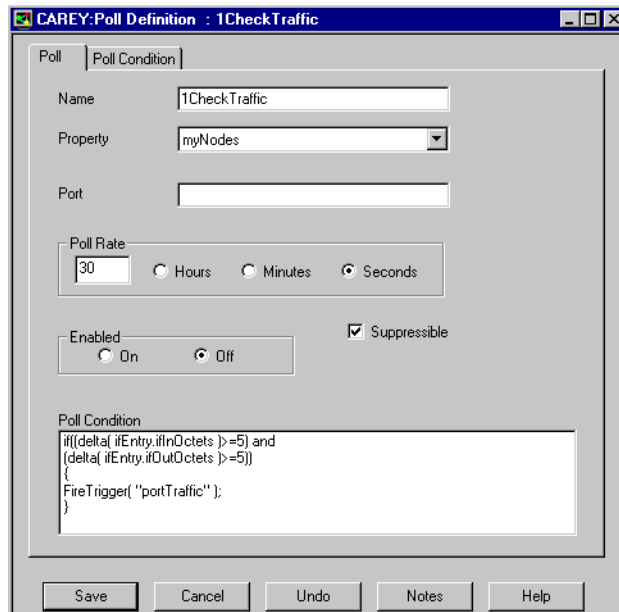 CAREY:Poll Definition : 1CheckTraffic
Poll
Poll Condition
Name
1CheckTraffic
Property
myNodes
Port
Poll Rate
30
Hours
Minutes
Seconds
Enabled
On
Off
Suppressible
Poll Condition
if((delta( ifEntry.ifInOctets )>=5) and
(delta( ifEntry.ifOutOctets )>=5))
{
FireTrigger( "portTraffic" );
}
Save
Cancel
Undo
Notes
Help